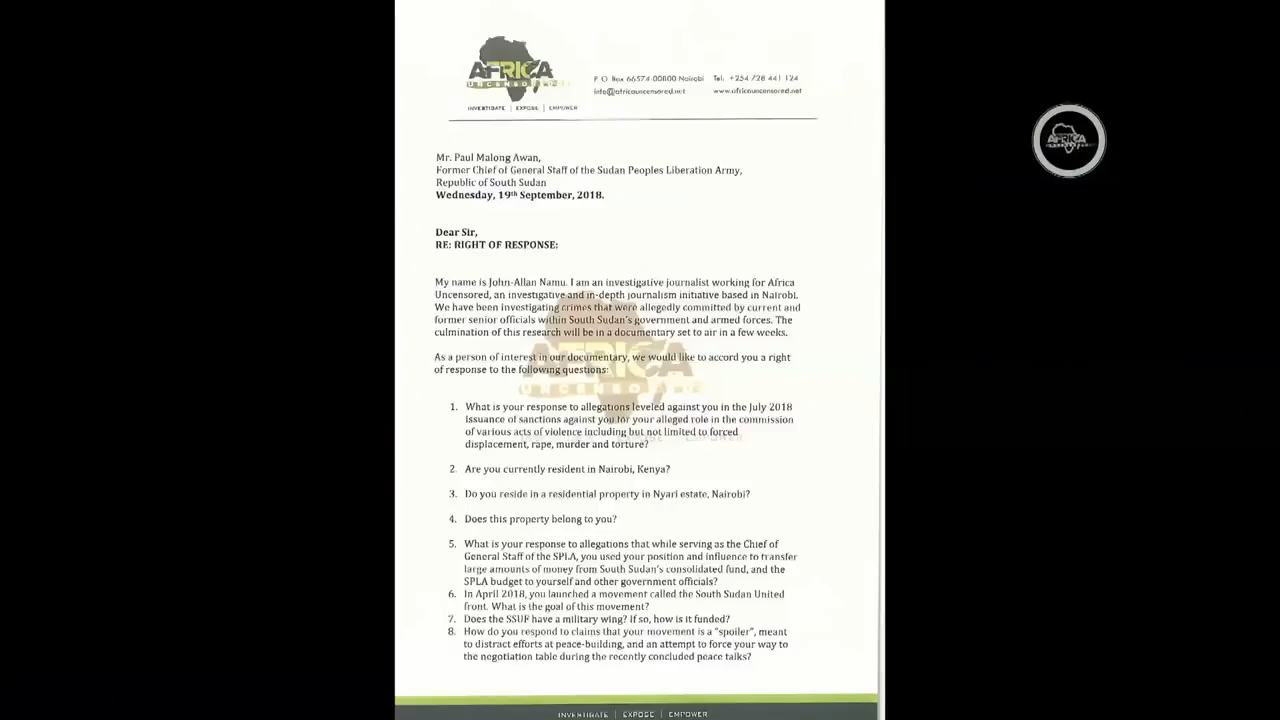 AFRICA
UNCENSORED
INVESTIGATE | EXPOSE | EMPOWER
P O Box 66574-00800 Nairobi Tel: +254 728 441 124
info@africauncensored.net www.africauncensored.net
Mr. Paul Malong Awan,
Former Chief of General Staff of the Sudan Peoples Liberation Army,
Republic of South Sudan
Wednesday, 19th September, 2018.
Dear Sir,
RE: RIGHT OF RESPONSE:
My name is John-Allan Namu. I am an investigative journalist working for Africa
Uncensored, an investigative and in-depth journalism initiative based in Nairobi.
We have been investigating crimes that were allegedly committed by current and
former senior officials within South Sudan's government and armed forces. The
culmination of this research will be in a documentary set to air in a few weeks.
As a person of interest in our documentary, we would like to accord you a right
of response to the following questions:
1. What is your response to allegations leveled against you in the July 2018
issuance of sanctions against you for your alleged role in the commission
of various acts of violence including but not limited to forced
displacement, rape, murder and torture?
2. Are you currently resident in Nairobi, Kenya?
3. Do you reside in a residential property in Nyari estate, Nairobi?
4. Does this property belong to you?
5. What is your response to allegations that while serving as the Chief of
General Staff of the SPLA, you used your position and influence to transfer
large amounts of money from South Sudan's consolidated fund, and the
SPLA budget to yourself and other government officials?
6. In April 2018, you launched a movement called the South Sudan United
front. What is the goal of this movement?
7. Does the SSUF have a military wing? If so, how is it funded?
8. How do you respond to claims that your movement is a "spoiler", meant
to distract efforts at peace-building, and an attempt to force your way to
the negotiation table during the recently concluded peace talks?
INVESTIGATE | EXPOSE | EMPOWER
AFRICA